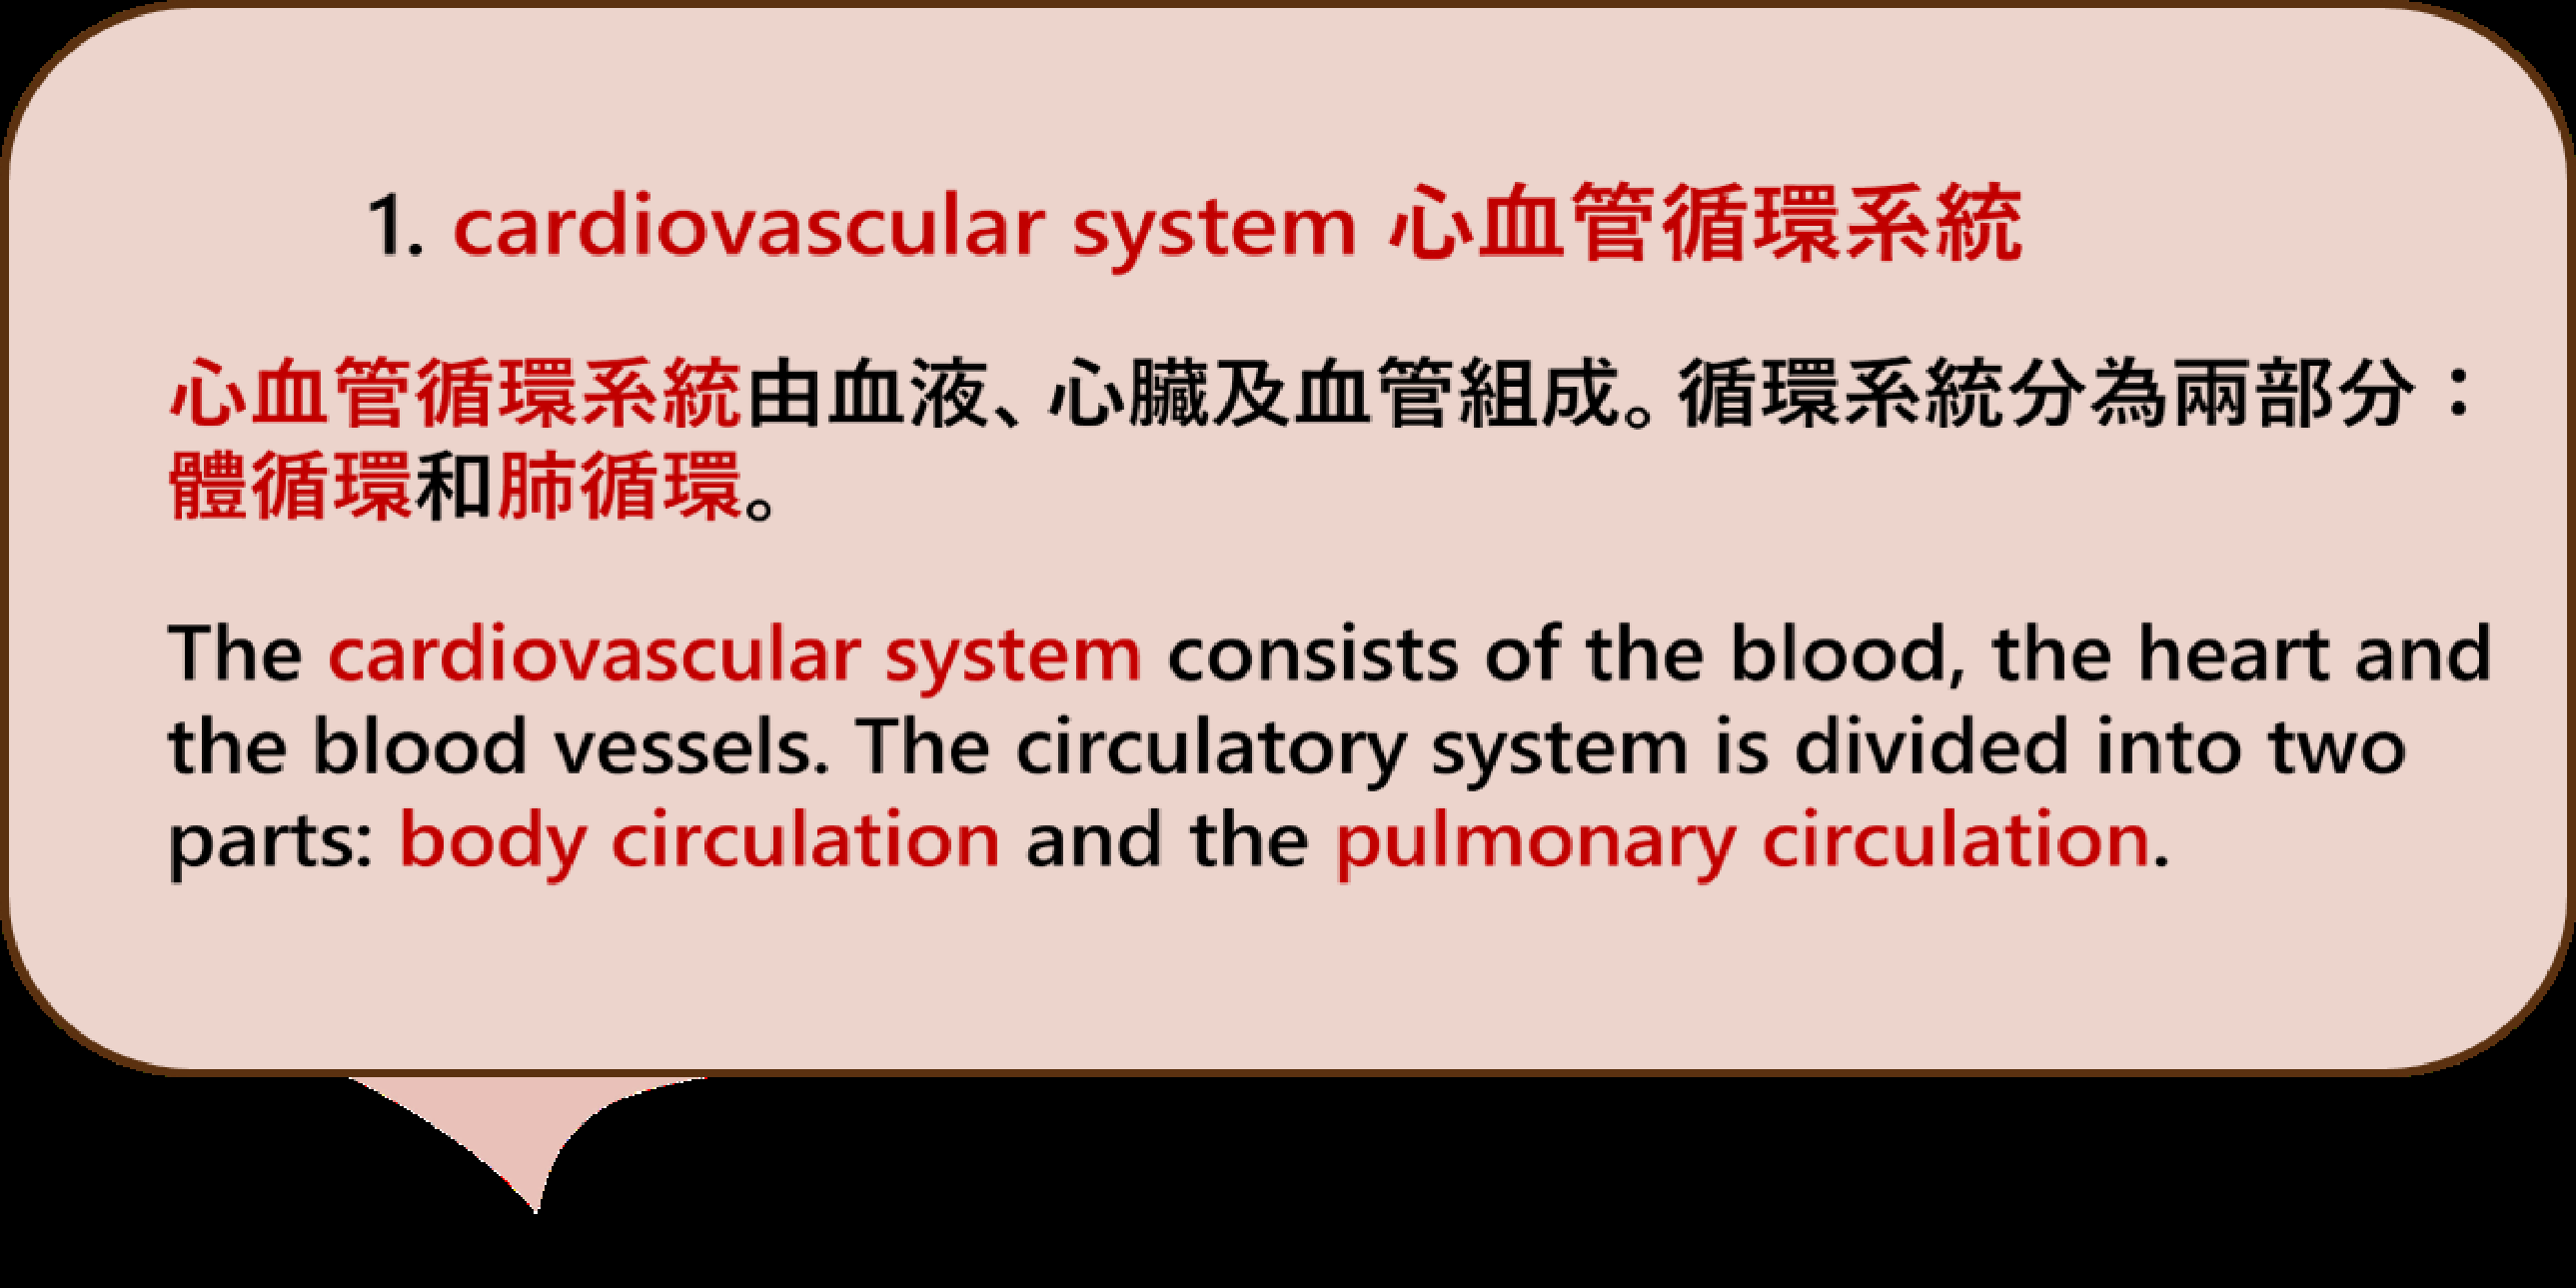 1. cardiovascular system 心血管循環系統
心血管循環系統由血液、心臟及血管組成。循環系統分為兩部分：
體循環和肺循環。
The cardiovascular system consists of the blood, the heart and
the blood vessels. The circulatory system is divided into two
parts: body circulation and the pulmonary circulation.